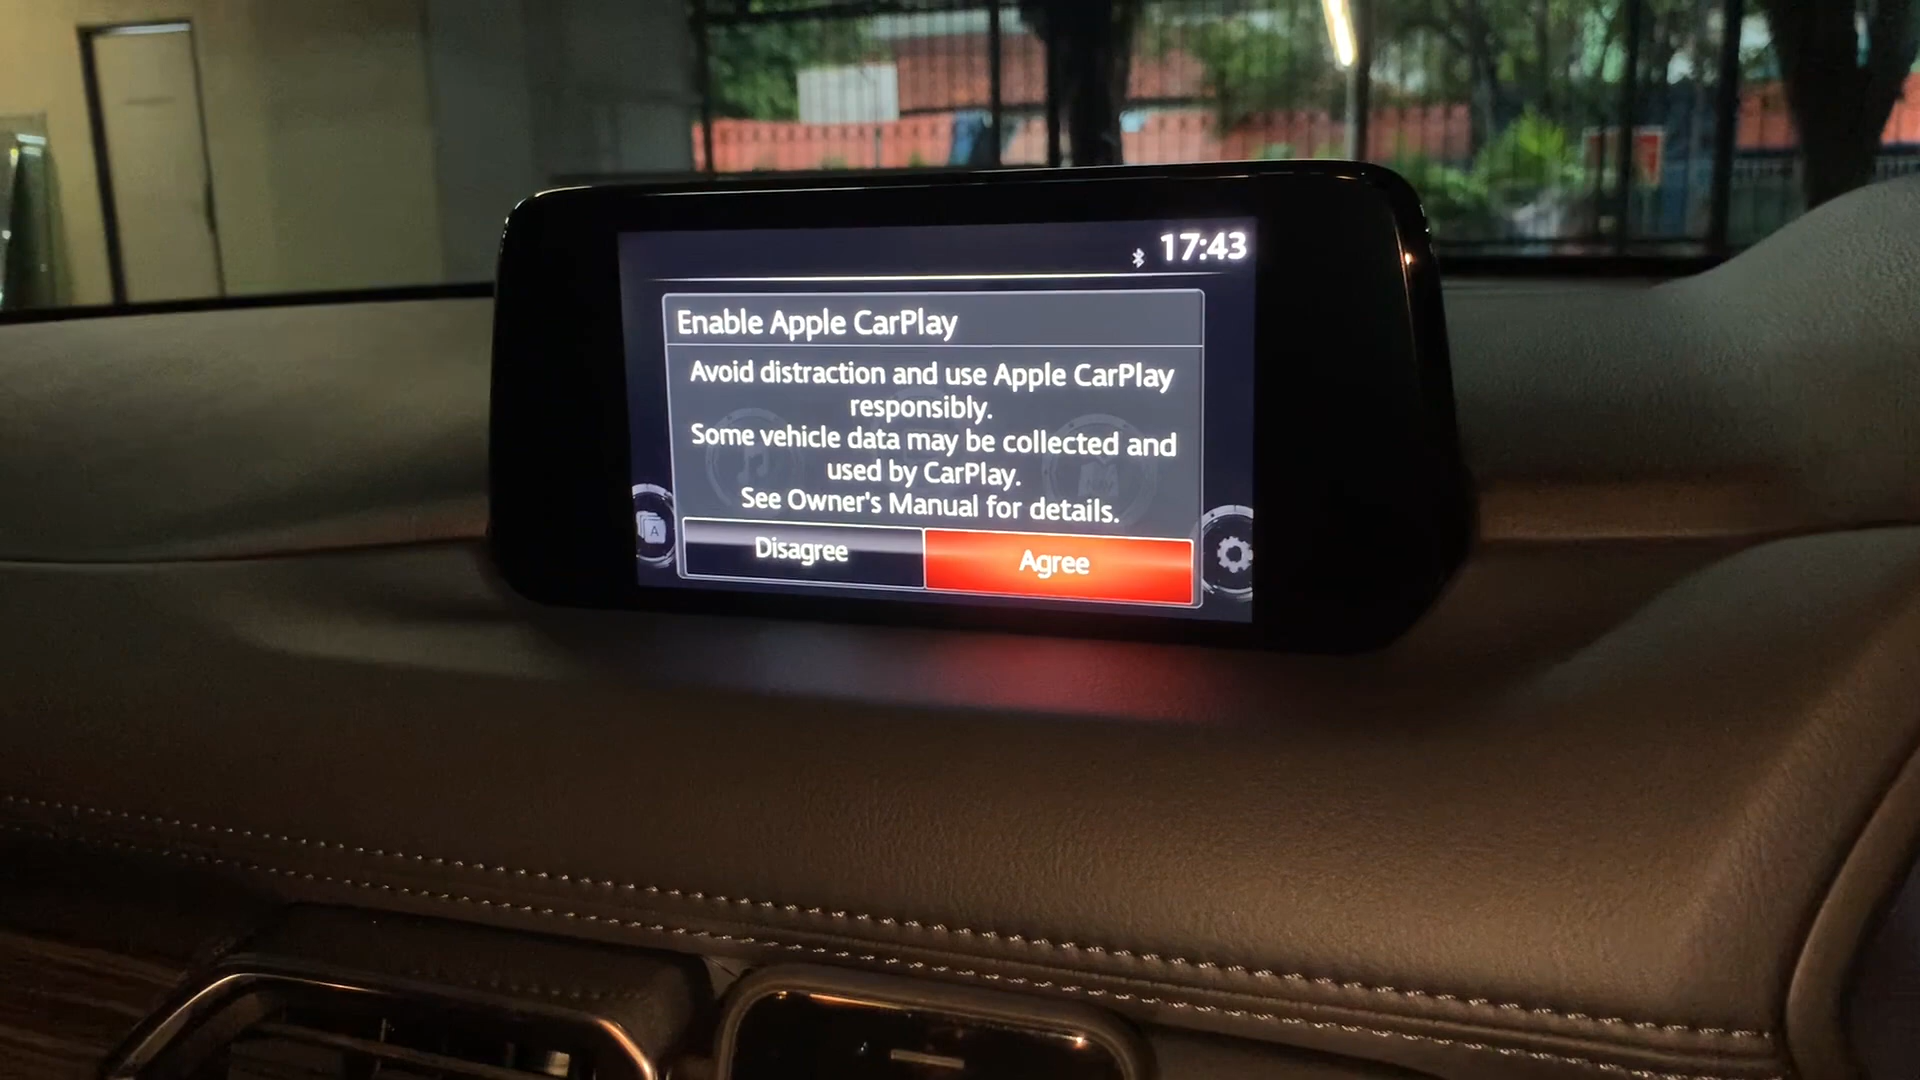 17:43
Enable Apple CarPlay
Avoid distraction and use Apple CarPlay
responsibly.
Some vehicle data may be collected and
used by CarPlay.
See Owner's Manual for details.
A
Disagree
Agree